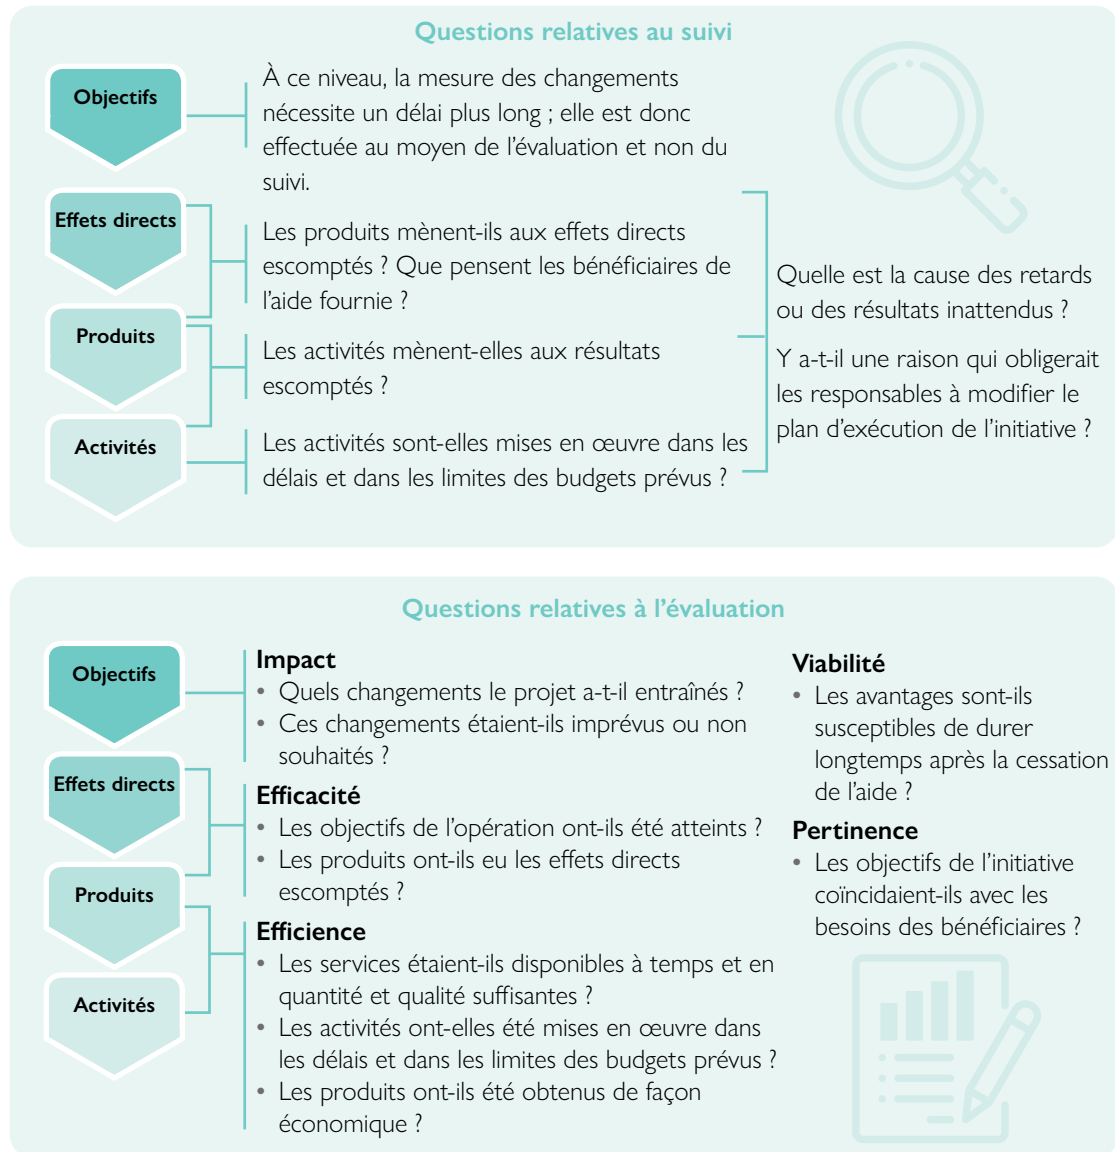 Questions relatives au suivi
Objectifs
À ce niveau, la mesure des changements
nécessite un délai plus long ; elle est donc
effectuée au moyen de l’évaluation et non du
suivi.
Effets directs
Les produits mènent-ils aux effets directs
escomptés ? Que pensent les bénéficiaires de
l’aide fournie ?
Produits
Les activités mènent-elles aux résultats
escomptés ?
Activités
Les activités sont-elles mises en œuvre dans les
délais et dans les limites des budgets prévus ?
Quelle est la cause des retards
ou des résultats inattendus ?
Y a-t-il une raison qui obligerait
les responsables à modifier le
plan d’exécution de l’initiative ?
Questions relatives à l’évaluation
Objectifs
Impact
• Quels changements le projet a-t-il entraînés ?
• Ces changements étaient-ils imprévus ou non
souhaités ?
Effets directs
Efficacité
• Les objectifs de l’opération ont-ils été atteints ?
• Les produits ont-ils eu les effets directs
escomptés ?
Produits
Efficience
• Les services étaient-ils disponibles à temps et en
quantité et qualité suffisantes ?
Activités
• Les activités ont-elles été mises en œuvre dans
les délais et dans les limites des budgets prévus ?
• Les produits ont-ils été obtenus de façon
économique ?
Viabilité
• Les avantages sont-ils
susceptibles de durer
longtemps après la cessation
de l’aide ?
Pertinence
• Les objectifs de l’initiative
coïncidaient-ils avec les
besoins des bénéficiaires ?